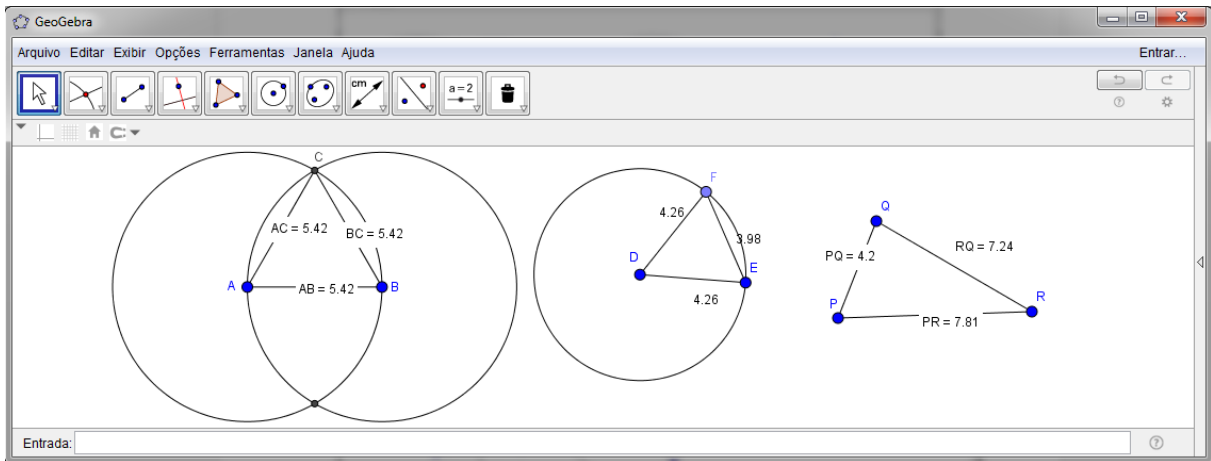 GeoGebra
Arquivo Editar Exibir Opções Ferramentas Janela Ajuda
Entrar...
cm
a = 2
C
AC = 5.42
BC = 5.42
A
AB = 5.42
B
F
4.26
3.98
D
E
4.26
Q
PQ = 4.2
RQ = 7.24
P
R
PR = 7.81
Entrada: